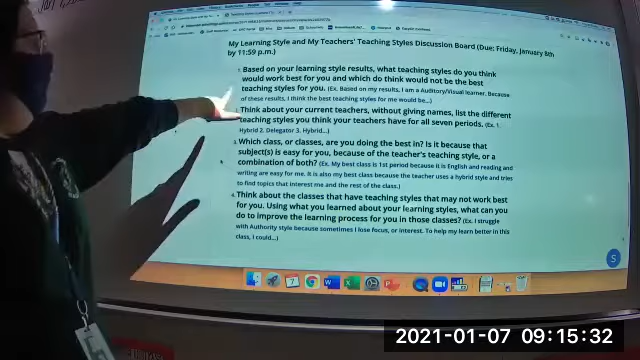 My Learning Style and My Teachers' Teaching Styles Discussion Board (Due: Friday, January 8th
by 11:59 p.m.)
1. Based on your learning style results, what teaching styles do you think
would work best for you and which do think would not be the best
teaching styles for you. (Ex. Based on my results, I am a Auditory/Visual learner. Because
of these results, I think the best teaching styles for me would be...)
Think about your current teachers, without giving names, list the different
teaching styles you think your teachers have for all seven periods. (Ex. 1.
Hybrid 2. Delegator 3. Hybrid...)
3. Which class, or classes, are you doing the best in? Is it because that
subject(s) is easy for you, because of the teacher's teaching style, or a
combination of both? (Ex. My best class is 1st period because it is English and reading and
writing are easy for me. It is also my best class because the teacher uses a hybrid style and tries
to find topics that interest me and the rest of the class.)
4. Think about the classes that have teaching styles that may not work best
for you. Using what you learned about your learning styles, what can you
do to improve the learning process for you in those classes? (Ex. I struggle
with Authority style because sometimes I lose focus, or interest. To help my learn better in this
class, I could...)
7
W
X
P
S
2021-01-07 09:15:32